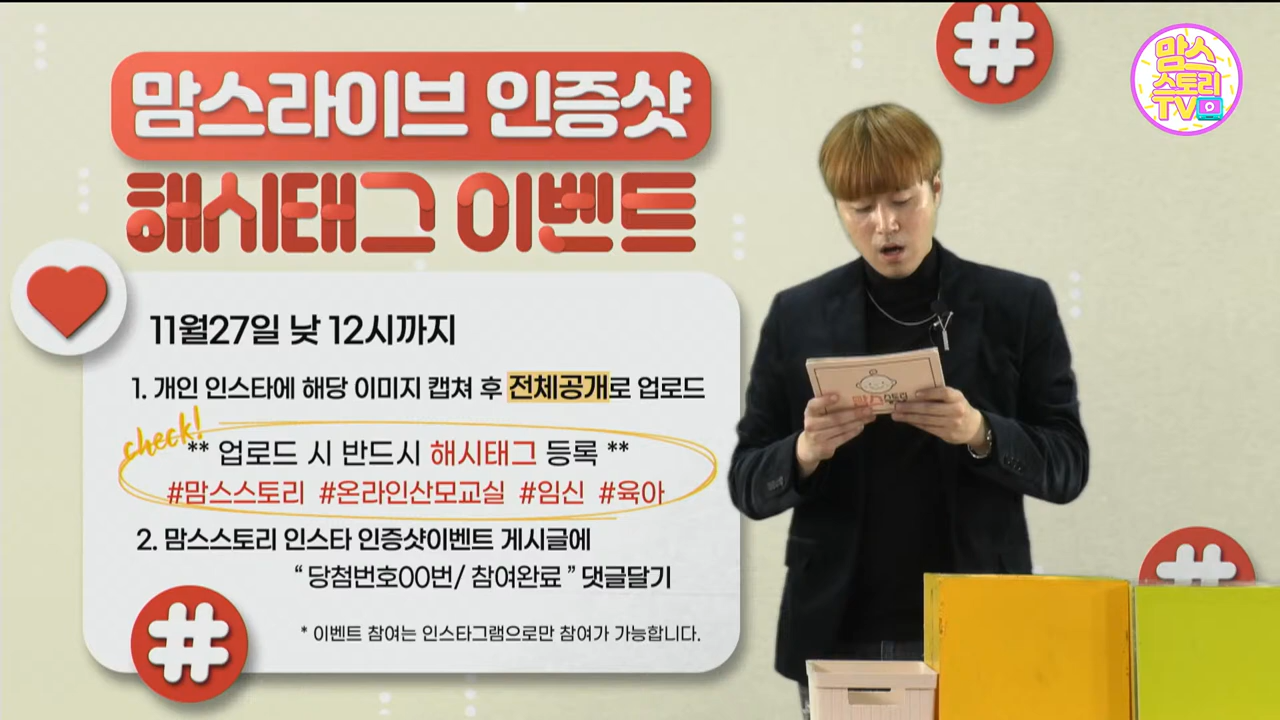 맘스라이브 인증샷
해시태그 이벤트
11월27일 낮 12시까지
1. 개인 인스타에 해당 이미지 캡쳐 후 전체공개로 업로드
check!
** 업로드 시 반드시 해시태그 등록 **
#맘스스토리 #온라인산모교실 #임신 #육아
2. 맘스스토리 인스타 인증샷이벤트 게시글에
“ 당첨번호00번/ 참여완료 ” 댓글달기
* 이벤트 참여는 인스타그램으로만 참여가 가능합니다.
맘스
스토리
TV
맘스스토리